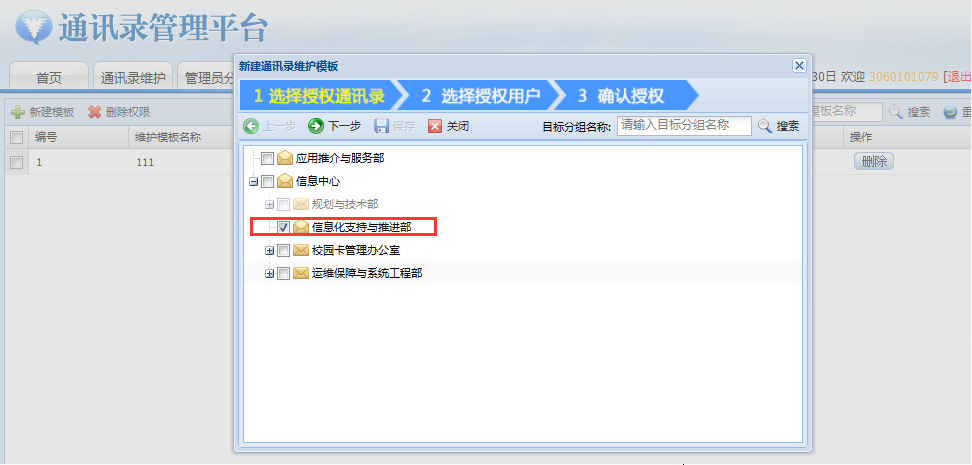 通讯录管理平台
首页 通讯录维护 管理员分
30日 欢迎 3060101079 [退出
新建模板 删除权限
模板名称 搜索 重
编号 维护模板名称 操作
1 111 删除
新建通讯录维护模板
1 选择授权通讯录 2 选择授权用户 3 确认授权
上一步 下一步 保存 关闭 目标分组名称: 请输入目标分组名称 搜索
应用推介与服务部
信息中心
规划与技术部
信息化支持与推进部
校园卡管理办公室
运维保障与系统工程部